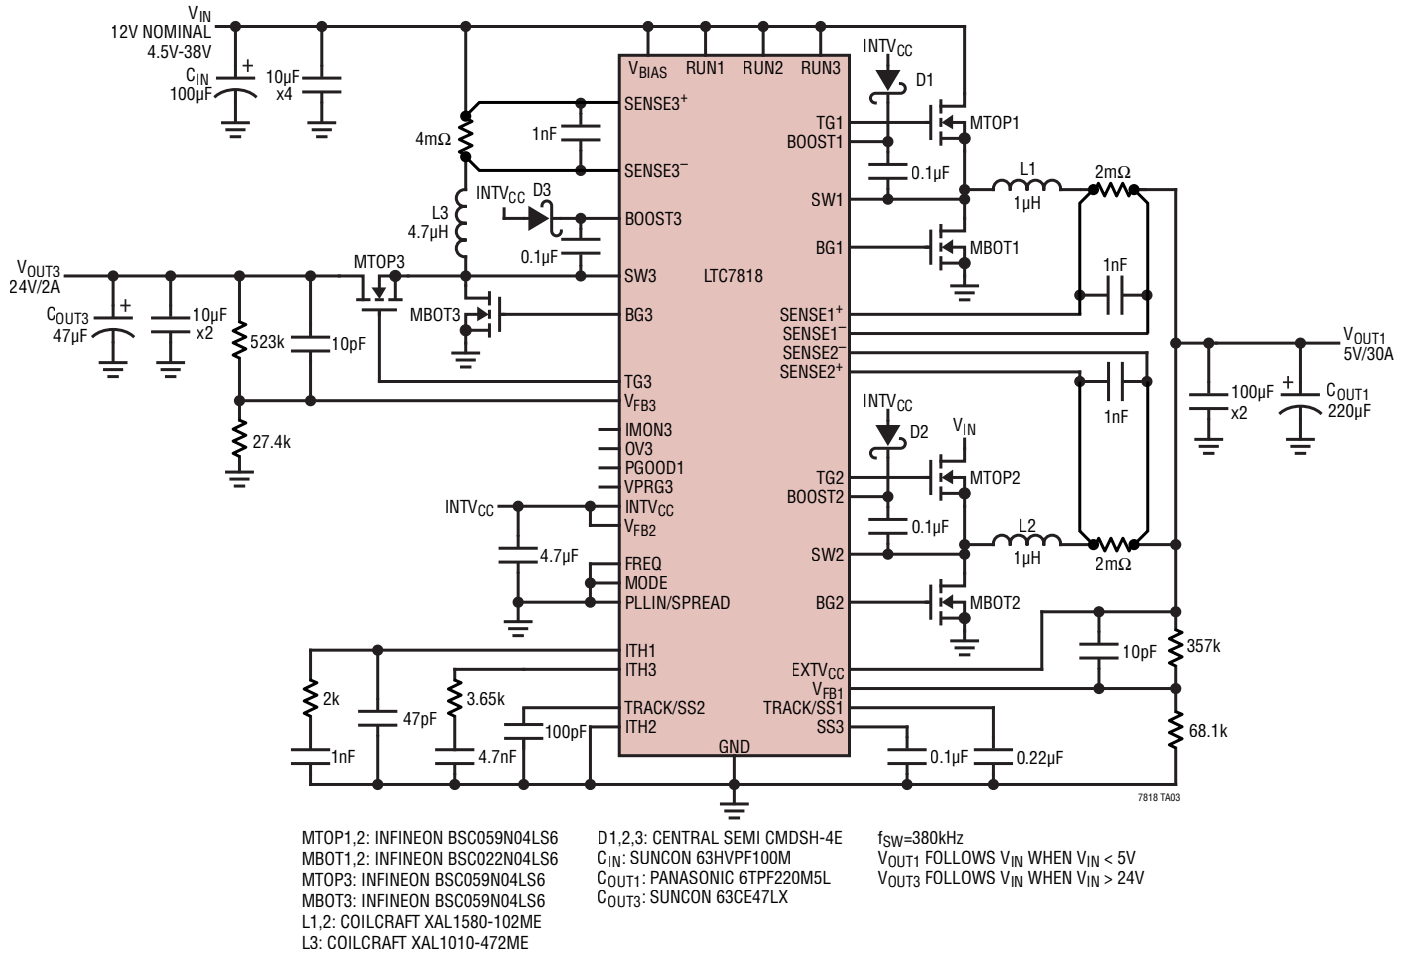 VIN
12V NOMINAL
4.5V-38V
CIN
100µF
+
10µF
x4
4mΩ
1nF
L3
4.7µH
INTVCC
D3
0.1µF
VOUT3
24V/2A
COUT3
47µF
+
10µF
x2
523k
10pF
27.4k
MTOP3
MBOT3
INTVCC
4.7µF
2k
1nF
47pF
3.65k
4.7nF
100pF
VBIAS
RUN1
RUN2
RUN3
SENSE3+
SENSE3–
BOOST3
SW3
BG3
TG3
VFB3
IMON3
OV3
PGOOD1
VPRG3
INTVCC
VFB2
FREQ
MODE
PLLIN/SPREAD
ITH1
ITH3
TRACK/SS2
ITH2
LTC7818
GND
TG1
BOOST1
SW1
BG1
SENSE1+
SENSE1–
SENSE2–
SENSE2+
TG2
BOOST2
SW2
BG2
EXTVCC
VFB1
TRACK/SS1
SS3
INTVCC
D1
MTOP1
0.1µF
L1
1µH
2mΩ
MBOT1
1nF
VOUT1
5V/30A
100µF
x2
+
COUT1
220µF
1nF
INTVCC
D2
VIN
MTOP2
0.1µF
L2
1µH
2mΩ
MBOT2
10pF
357k
68.1k
0.1µF
0.22µF
7818 TA03
MTOP1,2: INFINEON BSC059N04LS6
MBOT1,2: INFINEON BSC022N04LS6
MTOP3: INFINEON BSC059N04LS6
MBOT3: INFINEON BSC059N04LS6
L1,2: COILCRAFT XAL1580-102ME
L3: COILCRAFT XAL1010-472ME
D1,2,3: CENTRAL SEMI CMDSH-4E
CIN: SUNCON 63HVPF100M
COUT1: PANASONIC 6TPF220M5L
COUT3: SUNCON 63CE47LX
fSW=380kHz
VOUT1 FOLLOWS VIN WHEN VIN < 5V
VOUT3 FOLLOWS VIN WHEN VIN > 24V